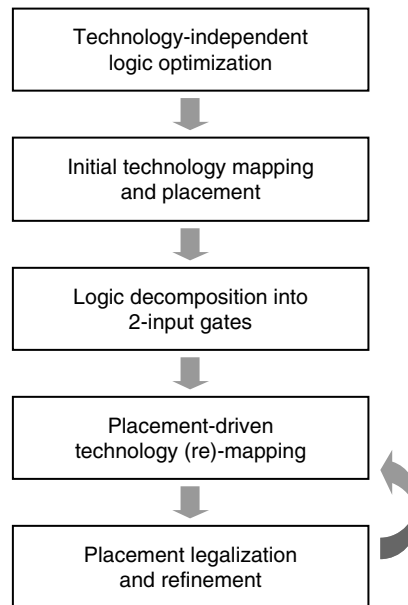 Technology-independent
logic optimization
Initial technology mapping
and placement
Logic decomposition into
2-input gates
Placement-driven
technology (re)-mapping
Placement legalization
and refinement